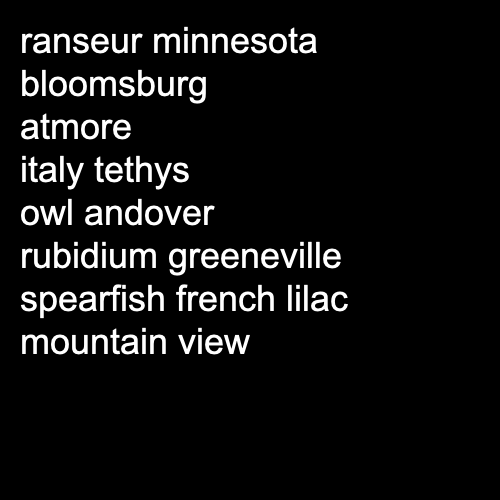 ranseur minnesota
bloomsburg
atmore
italy tethys
owl andover
rubidium greeneville
spearfish french lilac
mountain view